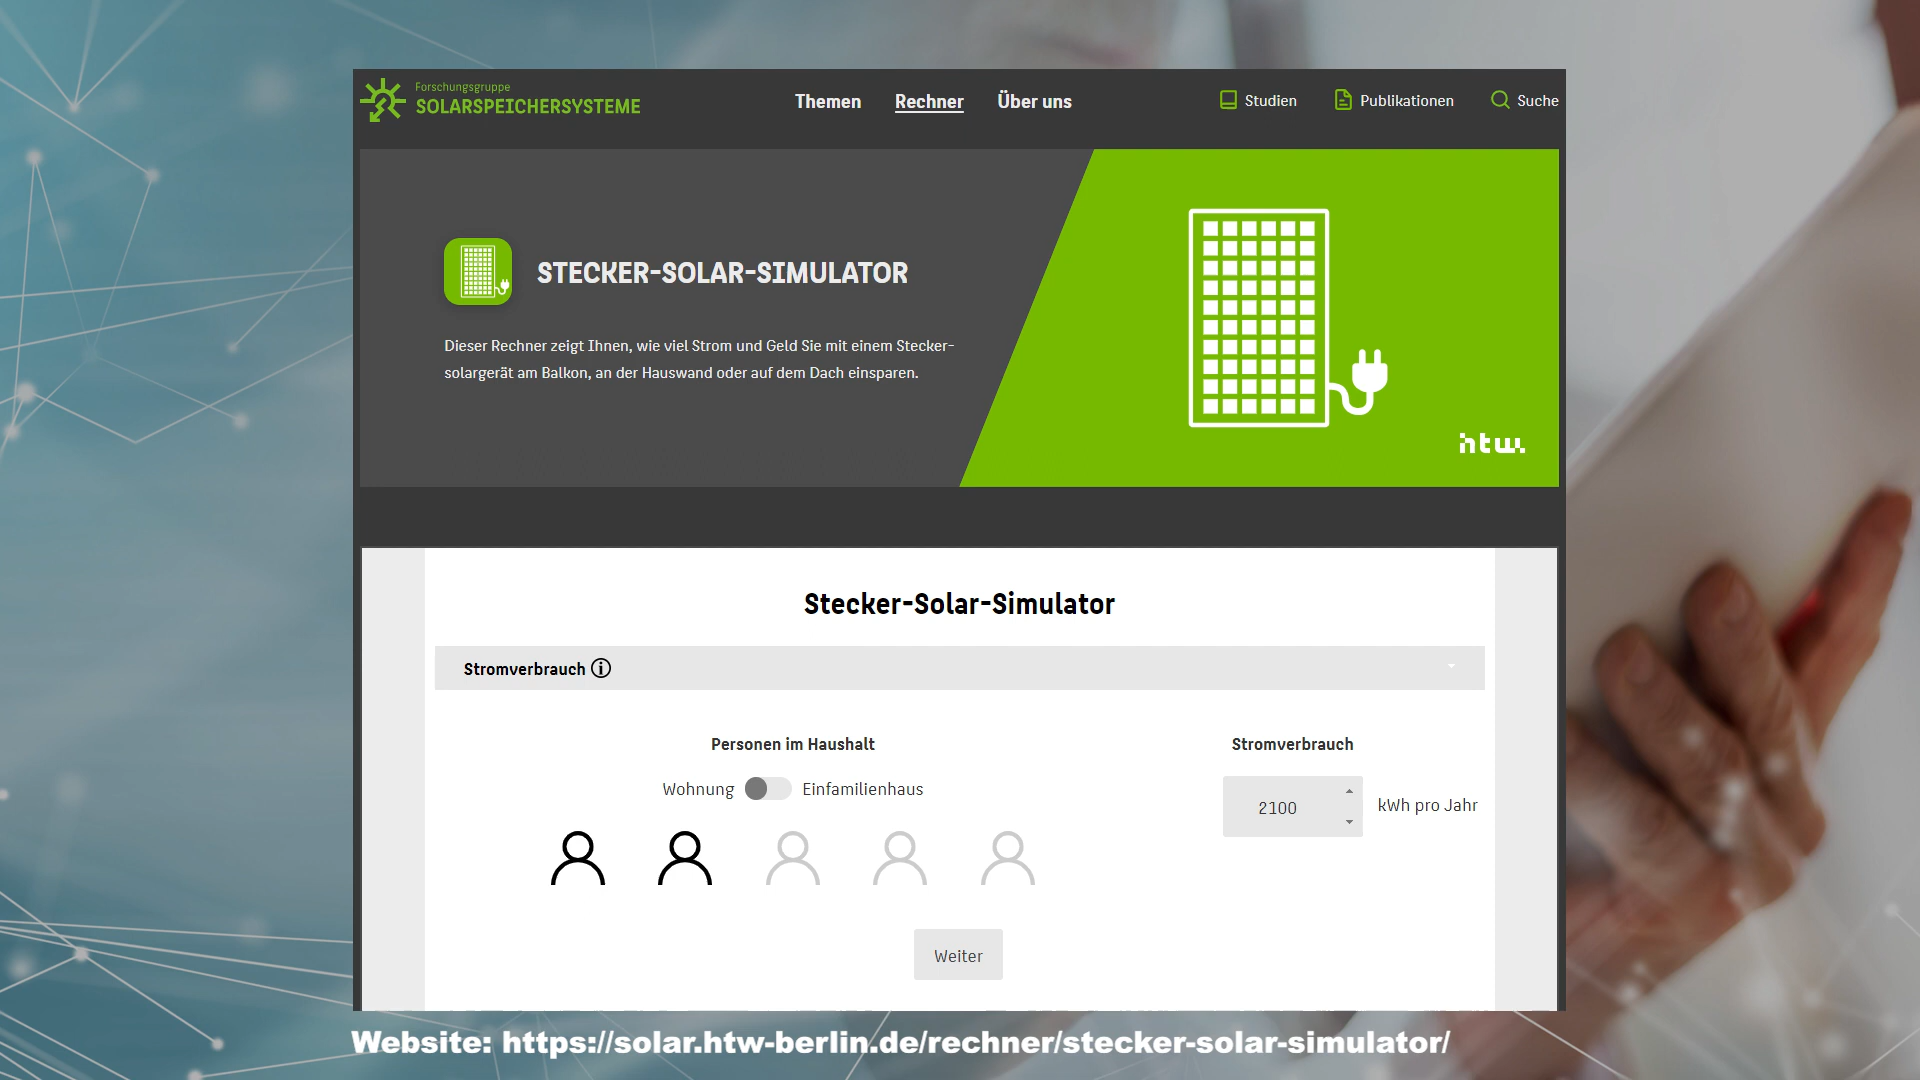 Forschungsgruppe
SOLARSPEICHERSYSTEME
Themen
Rechner
Über uns
Studien
Publikationen
Suche
STECKER-SOLAR-SIMULATOR
Dieser Rechner zeigt Ihnen, wie viel Strom und Geld Sie mit einem Stecker-
solargerät am Balkon, an der Hauswand oder auf dem Dach einsparen.
htw.
Stecker-Solar-Simulator
Stromverbrauch
Personen im Haushalt
Wohnung
Einfamilienhaus
Stromverbrauch
2100
kWh pro Jahr
Weiter
Website: https://solar.htw-berlin.de/rechner/stecker-solar-simulator/